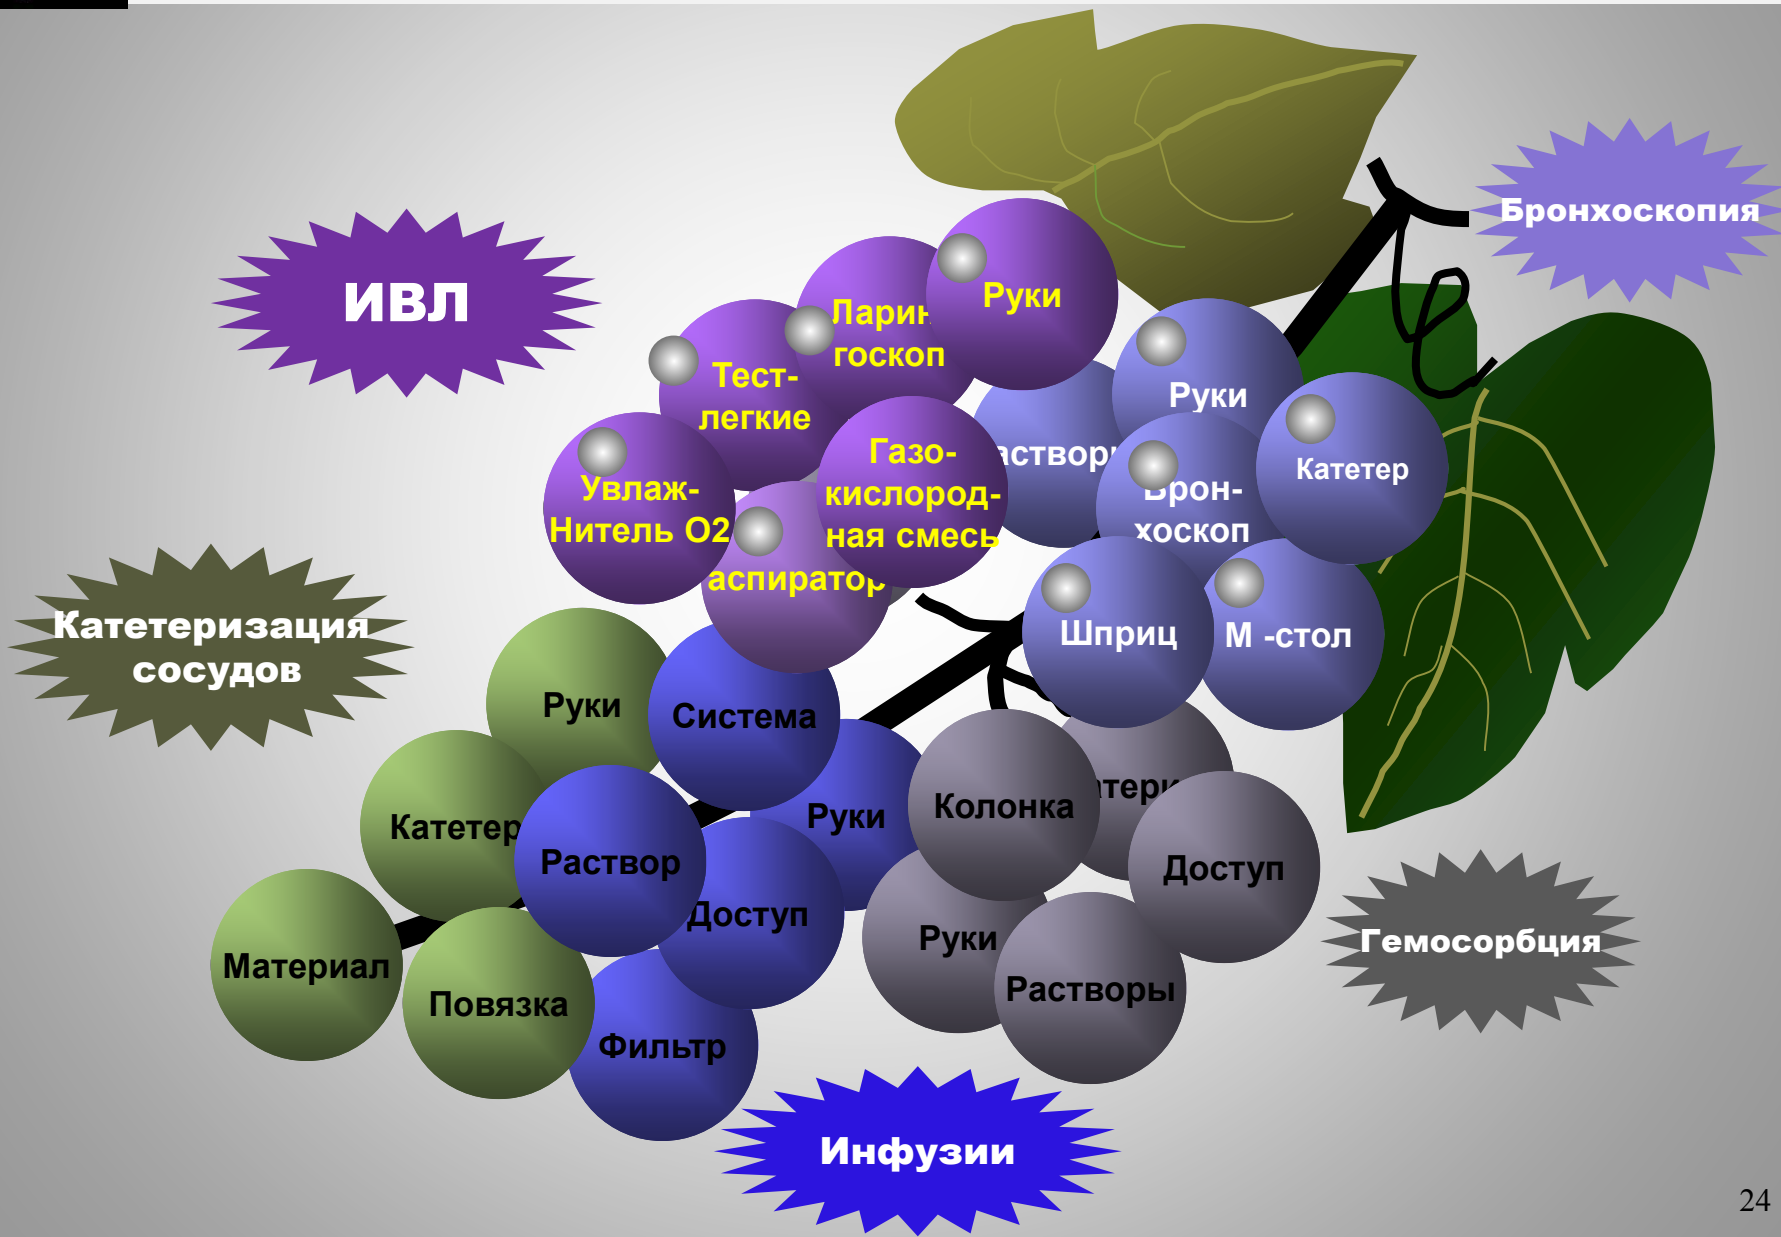 Бронхоскопия
ИВЛ
Руки
Ларин
госкоп
Тест-
легкие
Увлаж-
Нитель О2
Газо-
кислород-
ная смесь
аспиратор
Руки
Катетер
хоскоп
Шприц
М -стол
Катетеризация
сосудов
Руки
Катетер
Материал
Повязка
Система
Раствор
Руки
Доступ
Фильтр
Колонка
Доступ
Руки
Растворы
Гемосорбция
Инфузии
24